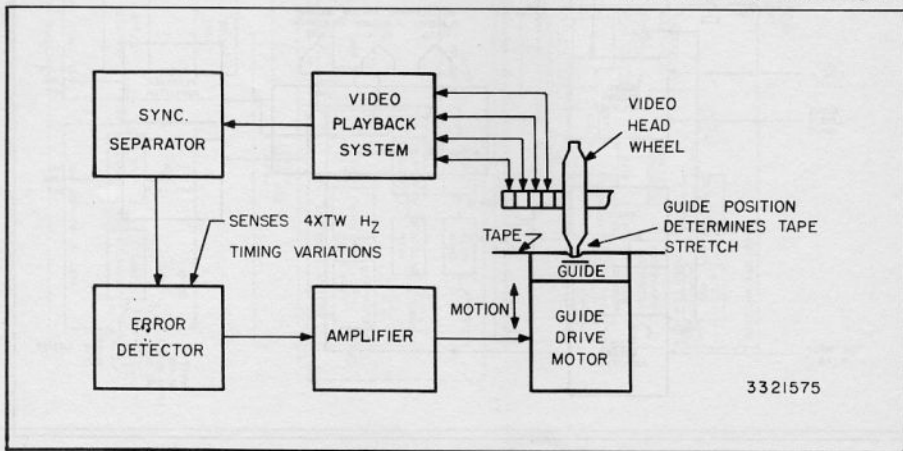 SYNC.
SEPARATOR
VIDEO
PLAYBACK
SYSTEM
VIDEO
HEAD
WHEEL
SENSES 4XTW HZ
TIMING VARIATIONS
TAPE
GUIDE POSITION
DETERMINES TAPE
STRETCH
GUIDE
MOTION
ERROR
DETECTOR
AMPLIFIER
GUIDE
DRIVE
MOTOR
3321575